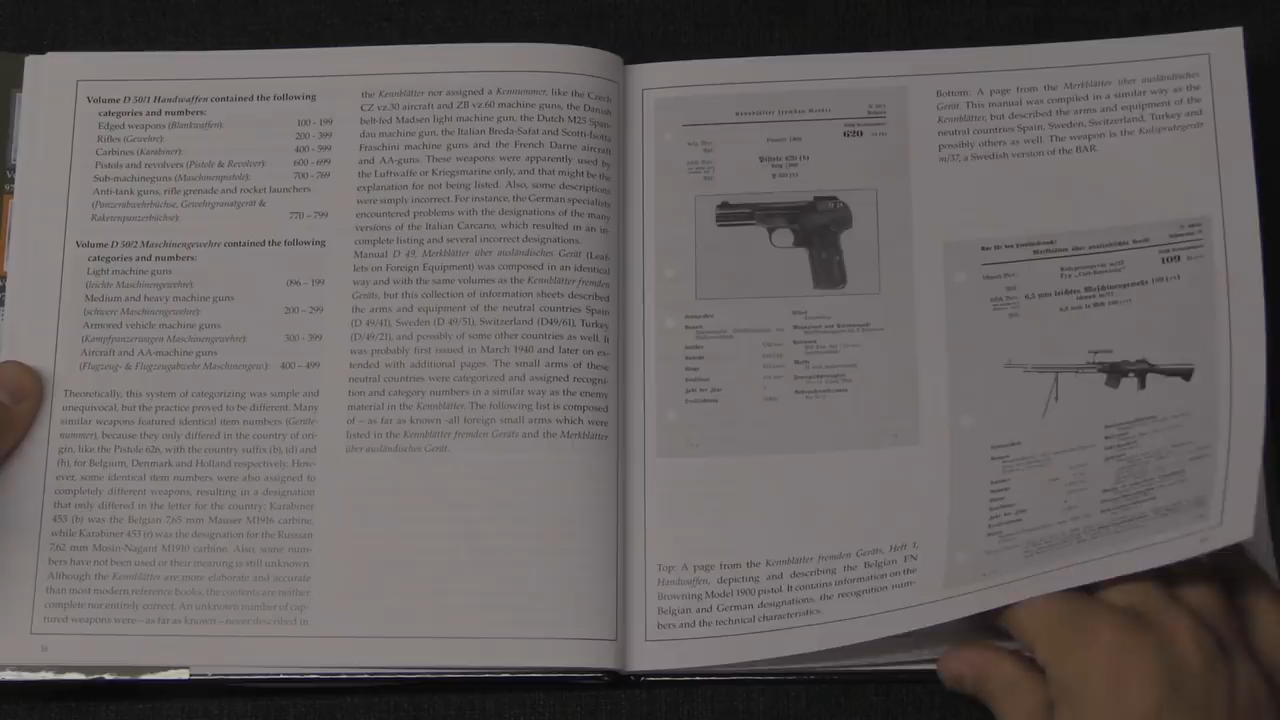 Volume D 50/1 Handwaffen contained the following
categories and numbers:
Edged weapons (Blankwaffen): 100 - 199
Rifles (Gewehre): 200 - 399
Carbines (Karabiner): 400 - 599
Pistols and revolvers (Pistole & Revolver): 600 - 699
Sub-machineguns (Maschinenpistole): 700 - 769
Anti-tank guns, rifle grenade and rocket launchers
(Panzerabwehrbüchse, Gewehrgranatgerät &
Raketenpanzerbüchse): 770 – 799
Volume D 50/2 Maschinengewehre contained the following
categories and numbers:
Light machine guns
(leichte Maschinengewehre): 096 – 199
Medium and heavy machine guns
(schwere Maschinengewehre): 200 – 299
Armored vehicle machine guns
(Kampfpanzerwagen Maschinengewehre): 300 - 399
Aircraft and AA-machine guns
(Flugzeug- & Flugzeugabwehr Maschinengew): 400 – 499
Theoretically, this system of categorizing was simple and
unequivocal, but the practice proved to be different. Many
similar weapons featured identical item numbers (Geräte-
nummer), because they only differed in the country of ori-
gin, like the Pistole 626, with the country suffix (b), (d) and
(h), for Belgium, Denmark and Holland respectively. How-
ever, some identical item numbers were also assigned to
completely different weapons, resulting in a designation
that only differed in the letter for the country: Karabiner
453 (b) was the Belgian 7,65 mm Mauser M1916 carbine,
while Karabiner 453 (r) was the designation for the Russian
7,62 mm Mosin-Nagant M1910 carbine. Also, some num-
bers have not been used or their meaning is still unknown.
Although the Kennblätter are more elaborate and accurate
than most modern reference books, the contents are neither
complete nor entirely correct. An unknown number of cap-
tured weapons were – as far as known – never described in
the Kennblätter nor assigned a Kennummer, like the Czech
CZ vz.30 aircraft and ZB vz.60 machine guns, the Danish
belt-fed Madsen light machine gun, the Dutch M25 Span-
dau machine gun, the Italian Breda-Safat and Scotti-Isotta
Fraschini machine guns and the French Darne aircraft
and AA-guns. These weapons were apparently used by
the Luftwaffe or Kriegsmarine only, and that might be the
explanation for not being listed. Also, some descriptions
were simply incorrect. For instance, the German specialists
encountered problems with the designations of the many
versions of the Italian Carcano, which resulted in an in-
complete listing and several incorrect designations.
Manual D 49, Merkblätter über ausländisches Gerät (Leaf-
lets on Foreign Equipment) was composed in an identical
way and with the same volumes as the Kennblätter fremden
Geräts, but this collection of information sheets described
the arms and equipment of the neutral countries Spain
(D 49/41), Sweden (D 49/51), Switzerland (D49/61), Turkey
(D/49/21), and possibly of some other countries as well. It
was probably first issued in March 1940 and later on ex-
tended with additional pages. The small arms of these
neutral countries were categorized and assigned recogni-
tion and category numbers in a similar way as the enemy
material in the Kennblätter. The following list is composed
of – as far as known -all foreign small arms which were
listed in the Kennblätter fremden Geräts and the Merkblätter
über ausländisches Gerät.
Kennblätter fremden Geräts
620
Pistole 620 (b)
Top: A page from the Kennblätter fremden Geräts, Heft 1,
Handwaffen, depicting and describing the Belgian FN
Browning Model 1900 pistol. It contains information on the
Belgian and German designations, the recognition num-
bers and the technical characteristics.
Bottom: A page from the Merkblätter über ausländisches
Gerät. This manual was compiled in a similar way as the
Kennblätter, but described the arms and equipment of the
neutral countries Spain, Sweden, Switzerland, Turkey and
possibly others as well. The weapon is the Kulsprutegerär
m/37, a Swedish version of the BAR.
Merkblätter über ausländisches Gerät
109
6,5 mm leichtes Maschinengewehr 109